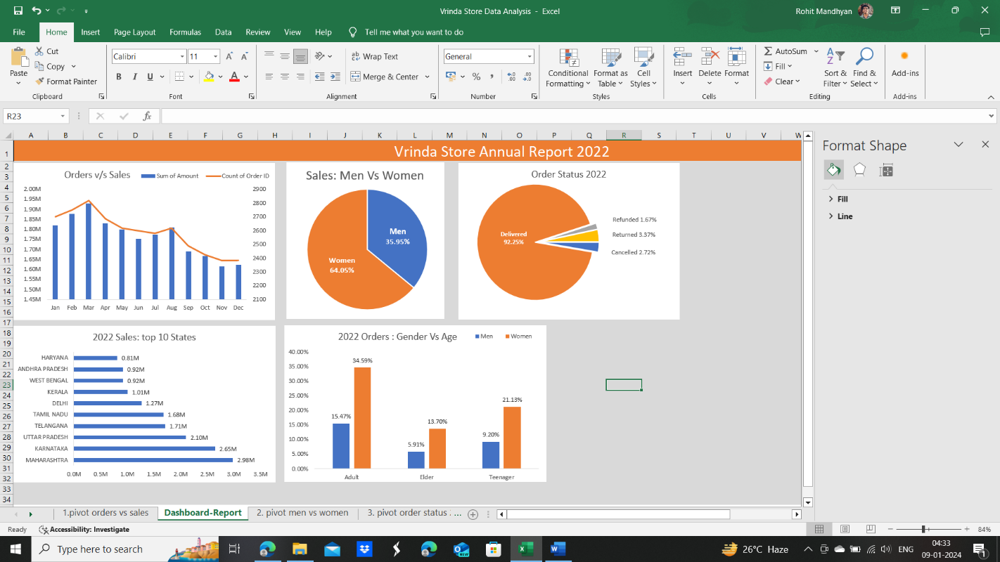 Vrinda Store Data Analysis - Excel
Rohit Mandhyan
File Home Insert Page Layout Formulas Data Review View Help Tell me what you want to do
Paste
Cut
Copy
Format Painter
Clipboard
Calibri 11
B I U
Font
Wrap Text
Merge & Center
Alignment
General
Number
Conditional Formatting
Format as Table
Cell Styles
Styles
Insert Delete Format
Cells
AutoSum
Fill
Clear
Sort & Filter
Find & Select
Editing
Add-ins
Add-ins
R23
fx
A B C D E F G H I J K L M N O P Q R S T U V W
1
2
3
4
5
6
7
8
9
10
11
12
13
14
15
16
17
18
19
20
21
22
23
24
25
26
27
28
29
30
31
32
33
34
Vrinda Store Annual Report 2022
Orders v/s Sales
Sum of Amount Count of Order ID
2.00M 2900
1.95M
1.90M 2800
1.85M 2700
1.80M 2600
1.75M
1.70M 2500
1.65M 2400
1.60M 2300
1.55M
1.50M 2200
1.45M 2100
Jan Feb Mar Apr May Jun Jul Aug Sep Oct Nov Dec
Sales: Men Vs Women
Men
35.95%
Women
64.05%
Order Status 2022
Delivered
92.25%
Refunded 1.67%
Returned 3.37%
Cancelled 2.72%
2022 Sales: top 10 States
HARYANA 0.81M
ANDHRA PRADESH 0.92M
WEST BENGAL 0.92M
KERALA 1.01M
DELHI 1.27M
TAMIL NADU 1.68M
TELANGANA 1.71M
UTTAR PRADESH 2.10M
KARNATAKA 2.65M
MAHARASHTRA 2.98M
0.0M 0.5M 1.0M 1.5M 2.0M 2.5M 3.0M 3.5M
2022 Orders : Gender Vs Age
Men Women
40.00%
35.00%
30.00%
25.00%
20.00%
15.00%
10.00%
5.00%
0.00%
15.47% 34.59%
5.91% 13.70%
9.20% 21.13%
Adult Elder Teenager
Format Shape
Fill
Line
1.pivot orders vs sales Dashboard-Report 2. pivot men vs women 3. pivot order status : ...
Ready Accessibility: Investigate
84%
Type here to search
26°C Haze
ENG
04:33
09-01-2024
1